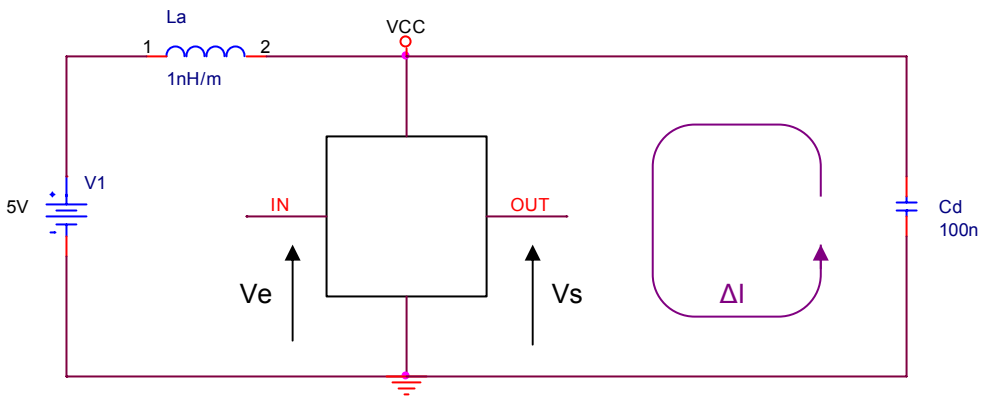 La
VCC
1
2
1nH/m
V1
5V
IN
OUT
Cd
100n
Ve
Vs
ΔI